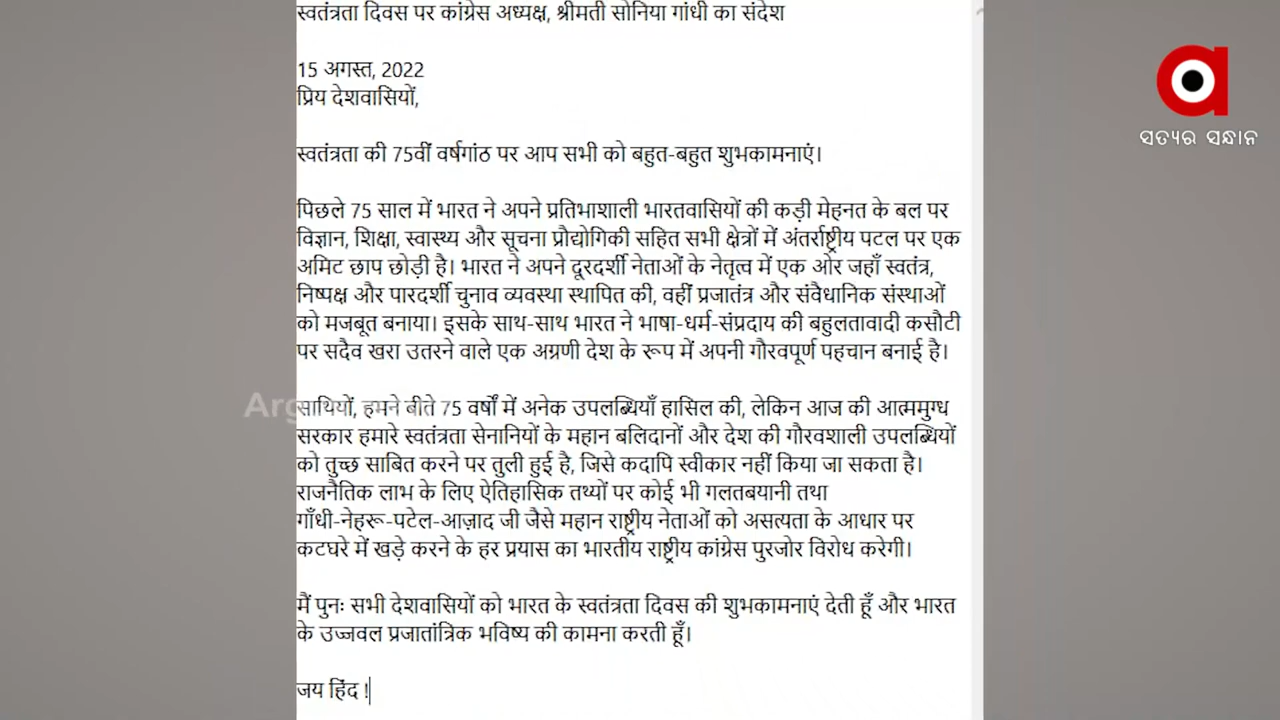 स्वतंत्रता दिवस पर कांग्रेस अध्यक्ष, श्रीमती सोनिया गांधी का संदेश
15 अगस्त, 2022
प्रिय देशवासियों,
स्वतंत्रता की 75वीं वर्षगांठ पर आप सभी को बहुत-बहुत शुभकामनाएं।
पिछले 75 साल में भारत ने अपने प्रतिभाशाली भारतवासियों की कड़ी मेहनत के बल पर
विज्ञान, शिक्षा, स्वास्थ्य और सूचना प्रौद्योगिकी सहित सभी क्षेत्रों में अंतर्राष्ट्रीय पटल पर एक
अमिट छाप छोड़ी है। भारत ने अपने दूरदर्शी नेताओं के नेतृत्व में एक ओर जहाँ स्वतंत्र,
निष्पक्ष और पारदर्शी चुनाव व्यवस्था स्थापित की, वहीं प्रजातंत्र और संवैधानिक संस्थाओं
को मजबूत बनाया। इसके साथ-साथ भारत ने भाषा-धर्म-संप्रदाय की बहुलतावादी कसौटी
पर सदैव खरा उतरने वाले एक अग्रणी देश के रूप में अपनी गौरवपूर्ण पहचान बनाई है।
साथियों, हमने बीते 75 वर्षों में अनेक उपलब्धियाँ हासिल की, लेकिन आज की आत्ममुग्ध
सरकार हमारे स्वतंत्रता सेनानियों के महान बलिदानों और देश की गौरवशाली उपलब्धियों
को तुच्छ साबित करने पर तुली हुई है, जिसे कदापि स्वीकार नहीं किया जा सकता है।
राजनैतिक लाभ के लिए ऐतिहासिक तथ्यों पर कोई भी गलतबयानी तथा
गाँधी-नेहरू-पटेल-आज़ाद जी जैसे महान राष्ट्रीय नेताओं को असत्यता के आधार पर
कटघरे में खड़े करने के हर प्रयास का भारतीय राष्ट्रीय कांग्रेस पुरजोर विरोध करेगी।
मैं पुनः सभी देशवासियों को भारत के स्वतंत्रता दिवस की शुभकामनाएं देती हूँ और भारत
के उज्जवल प्रजातांत्रिक भविष्य की कामना करती हूँ।
जय हिंद !
ସତ୍ୟର ସନ୍ଧାନ